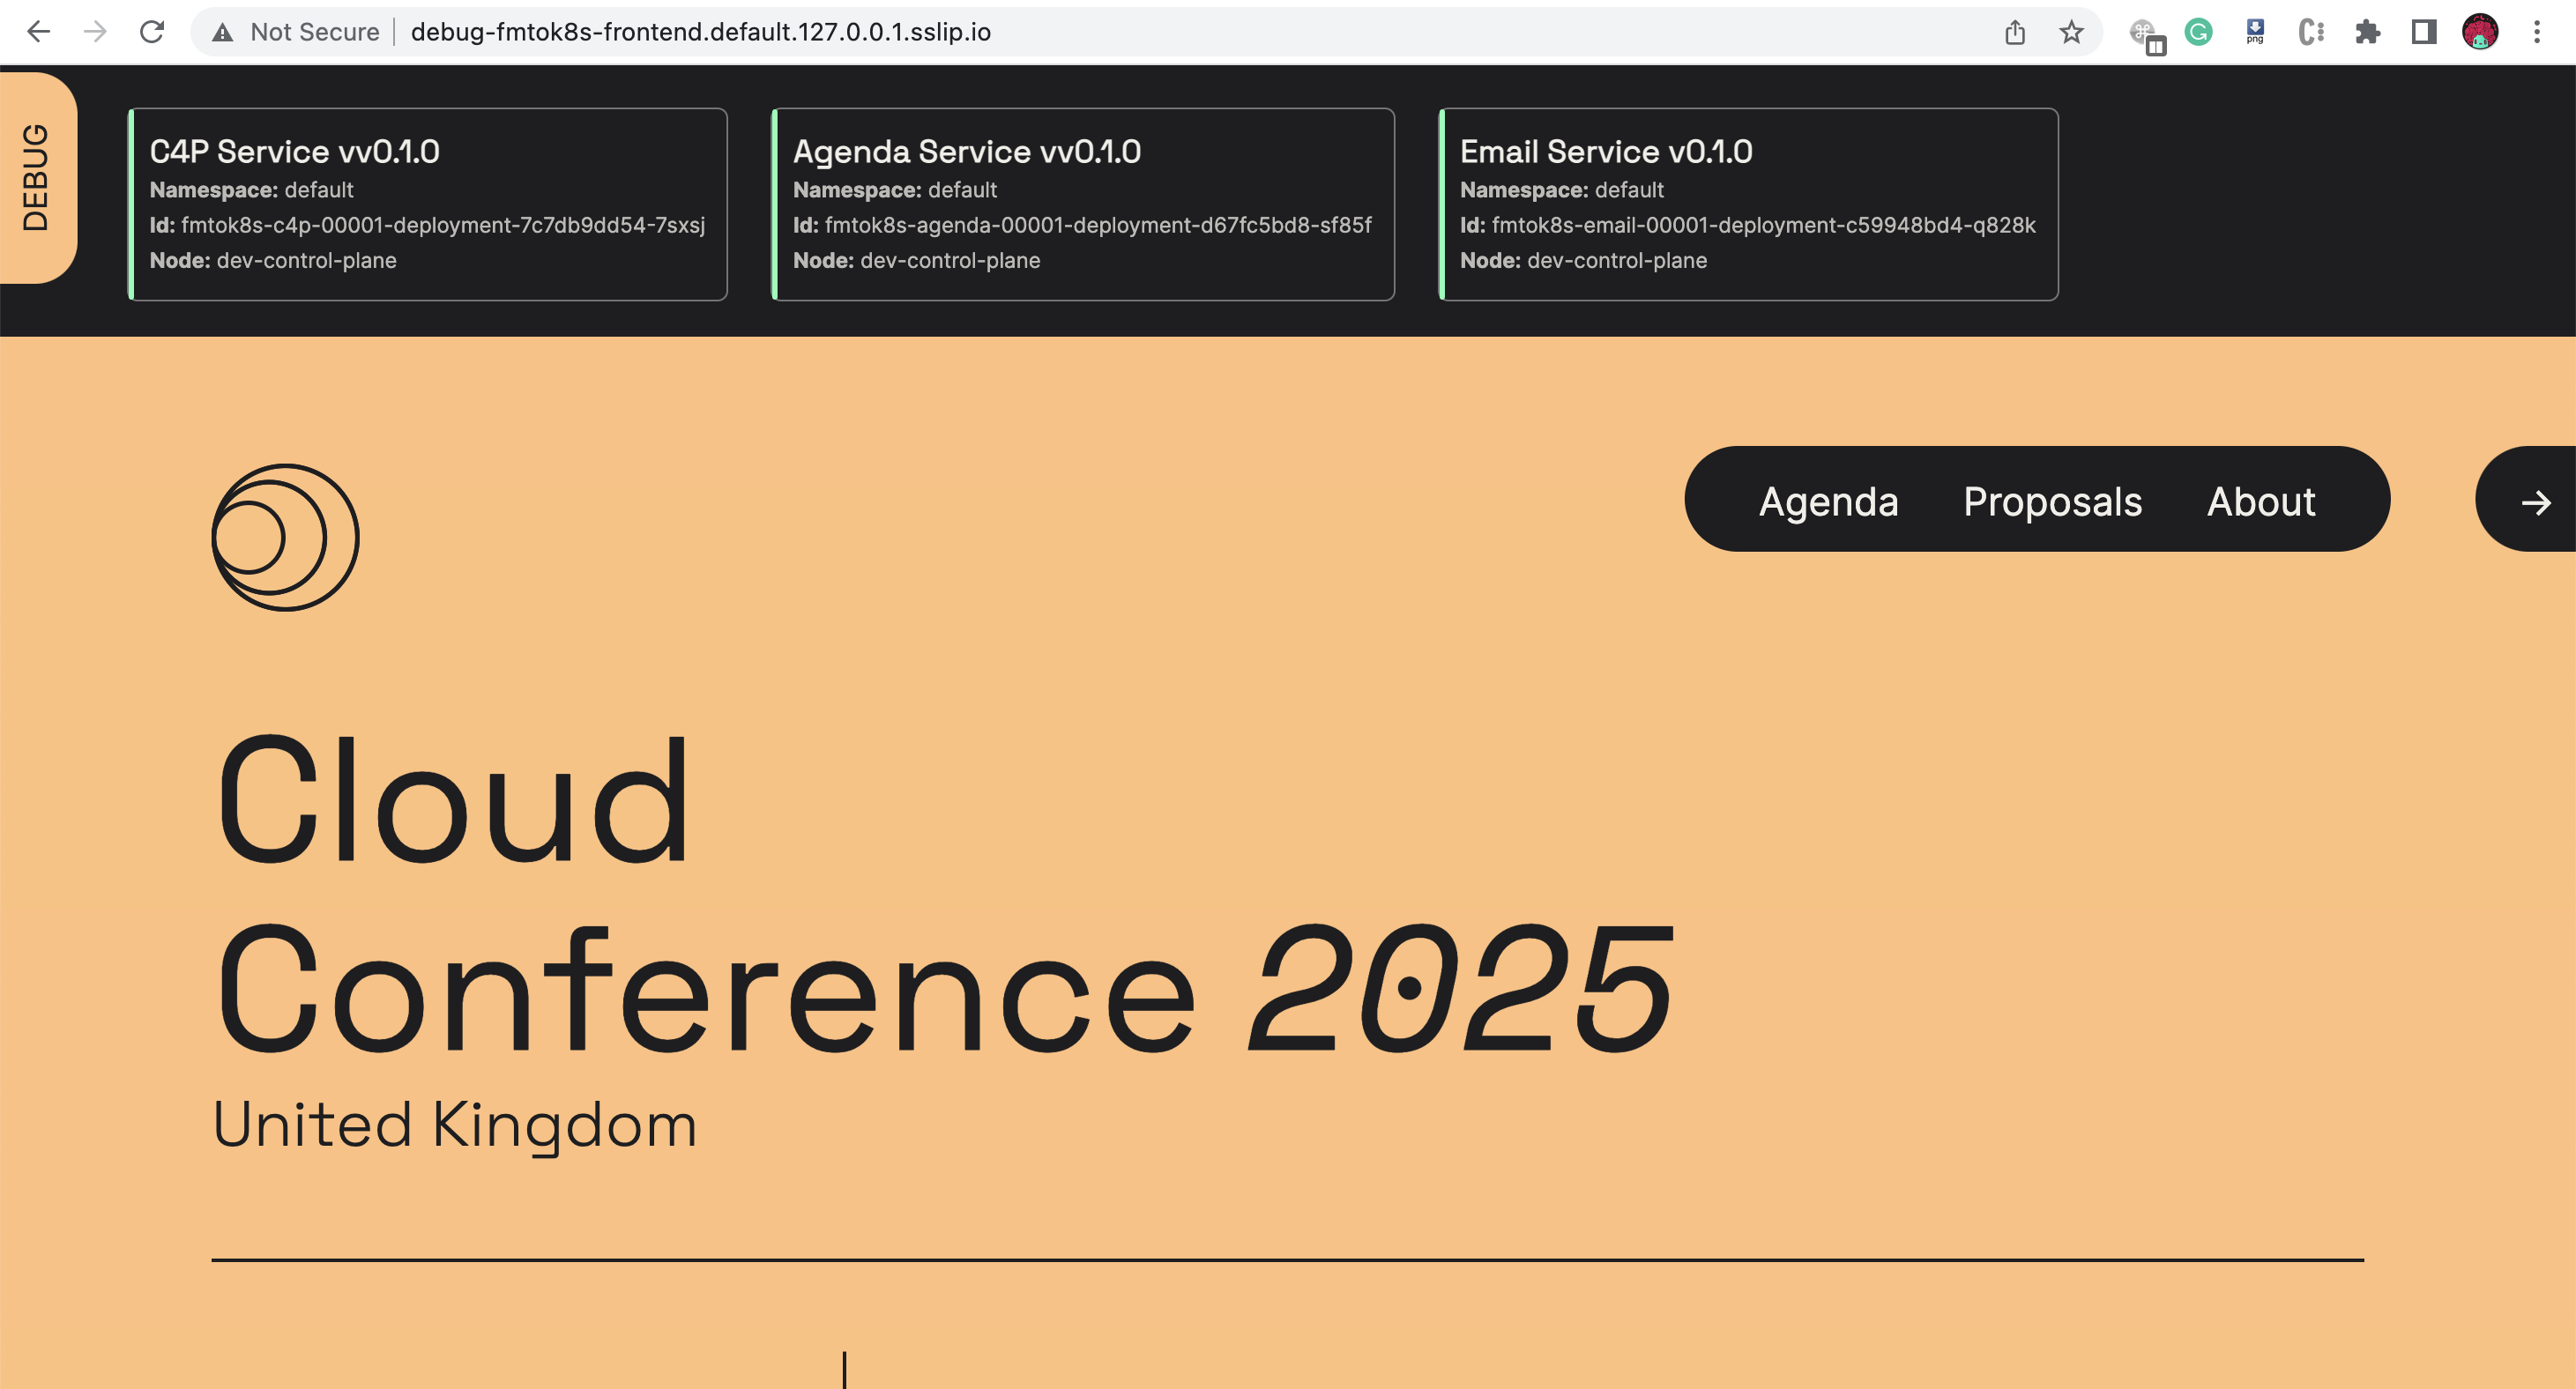 Not Secure | debug-fmtok8s-frontend.default.127.0.0.1.sslip.io
png
DEBUG
C4P Service vv0.1.0
Namespace: default
Id: fmtok8s-c4p-00001-deployment-7c7db9dd54-7sxsj
Node: dev-control-plane
Agenda Service vv0.1.0
Namespace: default
Id: fmtok8s-agenda-00001-deployment-d67fc5bd8-sf85f
Node: dev-control-plane
Email Service v0.1.0
Namespace: default
Id: fmtok8s-email-00001-deployment-c59948bd4-q828k
Node: dev-control-plane
Agenda Proposals About
Cloud
Conference 2025
United Kingdom